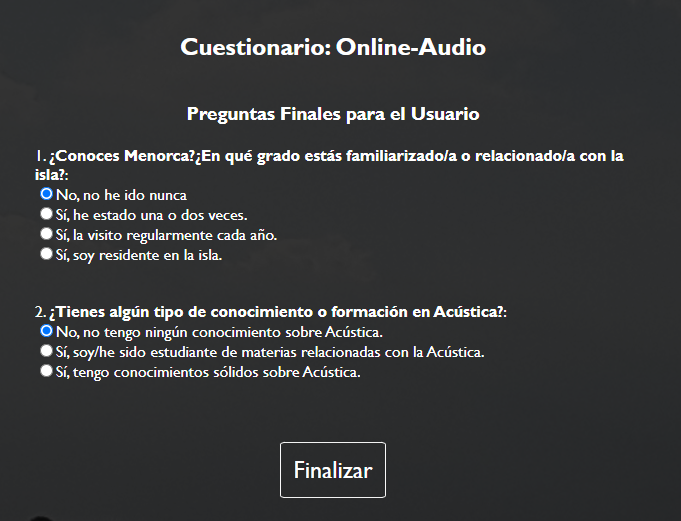 Cuestionario: Online-Audio
Preguntas Finales para el Usuario
1. ¿Conoces Menorca?¿En qué grado estás familiarizado/a o relacionado/a con la
isla?:
No, no he ido nunca
Sí, he estado una o dos veces.
Sí, la visito regularmente cada año.
Sí, soy residente en la isla.
2. ¿Tienes algún tipo de conocimiento o formación en Acústica?:
No, no tengo ningún conocimiento sobre Acústica.
Sí, soy/he sido estudiante de materias relacionadas con la Acústica.
Sí, tengo conocimientos sólidos sobre Acústica.
Finalizar